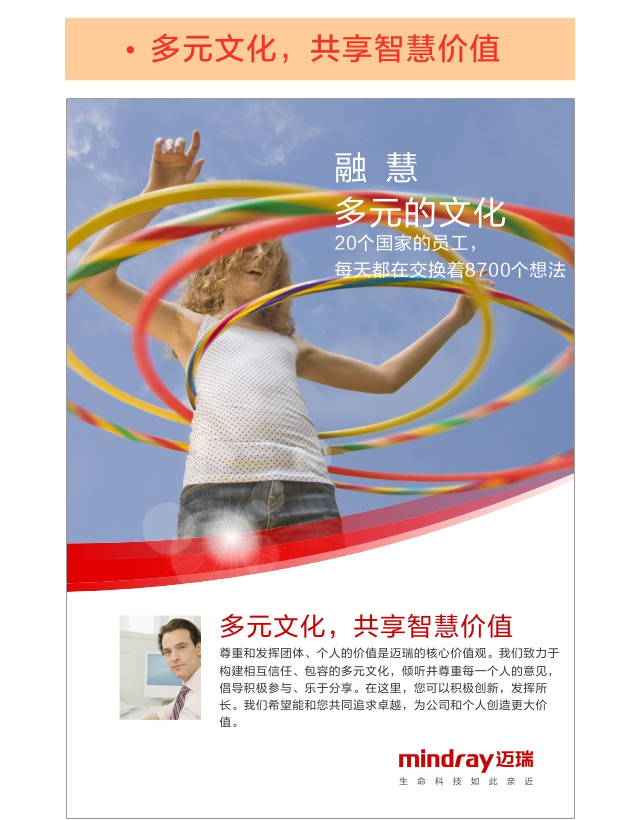 • 多元文化，共享智慧价值
融 慧
多元的文化
20个国家的员工，
每天都在交换着8700个想法
多元文化，共享智慧价值
尊重和发挥团体、个人的价值是迈瑞的核心价值观。我们致力于
构建相互信任、包容的多元文化，倾听并尊重每一个人的意见，
倡导积极参与、乐于分享。在这里，您可以积极创新，发挥所
长。我们希望能和您共同追求卓越，为公司和个人创造更大价
值。
mindray迈瑞
生命科技如此亲近